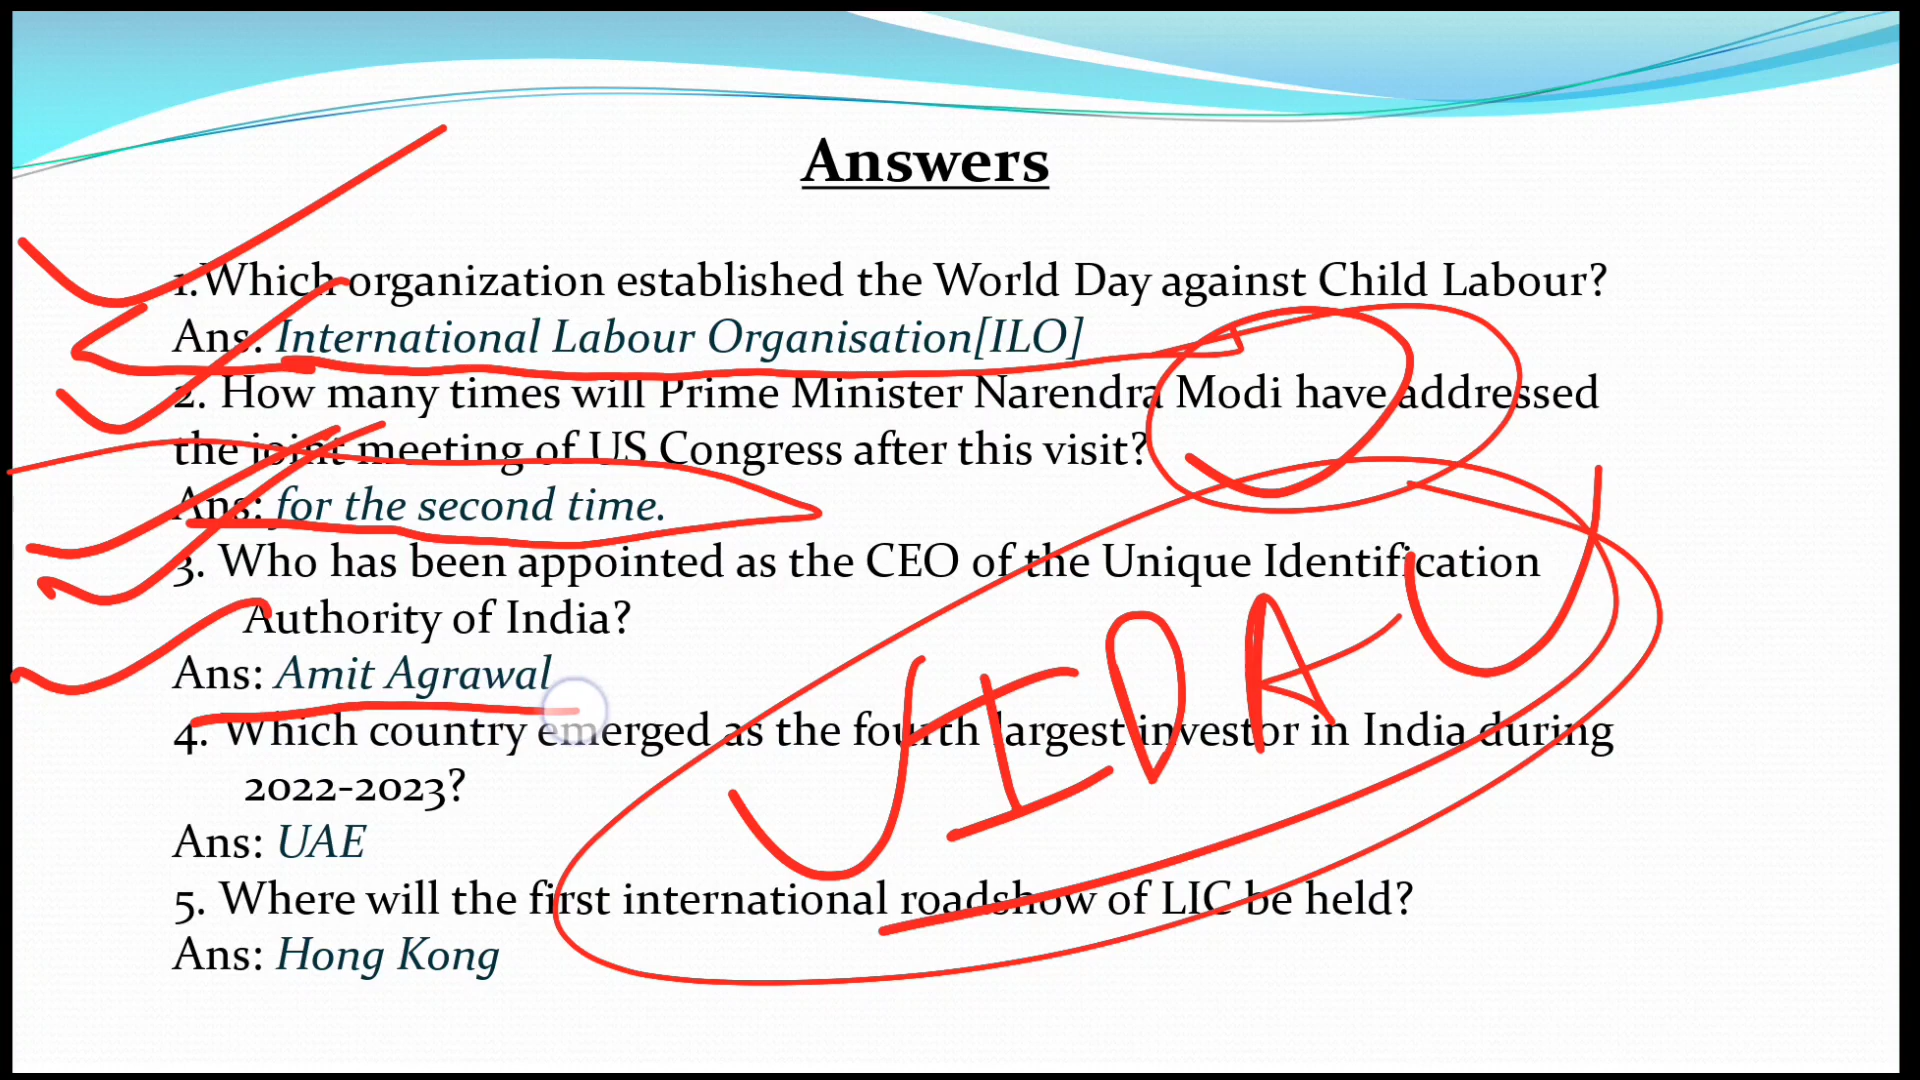 Answers
1.Which organization established the World Day against Child Labour?
Ans: International Labour Organisation[ILO]
2. How many times will Prime Minister Narendra Modi have addressed
the joint meeting of US Congress after this visit?
Ans: for the second time.
3. Who has been appointed as the CEO of the Unique Identification
Authority of India?
Ans: Amit Agrawal
4. Which country emerged as the fourth largest investor in India during
2022-2023?
Ans: UAE
5. Where will the first international roadshow of LIC be held?
Ans: Hong Kong
UIDA